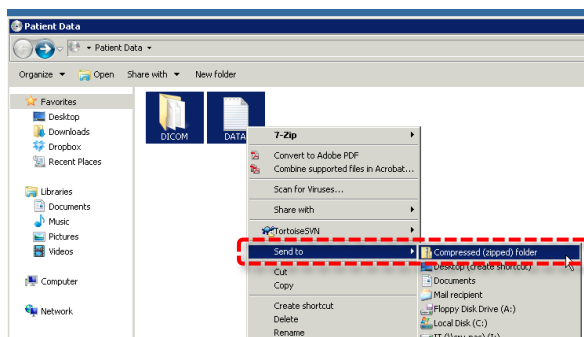 Patient Data
Patient Data
Organize
Open
Share with
New folder
Favorites
Desktop
Downloads
Dropbox
Recent Places
Libraries
Documents
Music
Pictures
Videos
Computer
Network
DICOM
DATA
7-Zip
Convert to Adobe PDF
Combine supported files in Acrobat...
Scan for Viruses...
Share with
TortoiseSVN
Send to
Cut
Copy
Create shortcut
Delete
Rename
Compressed (zipped) folder
Desktop (create shortcut)
Documents
Mail recipient
Floppy Disk Drive (A:)
Local Disk (C:)